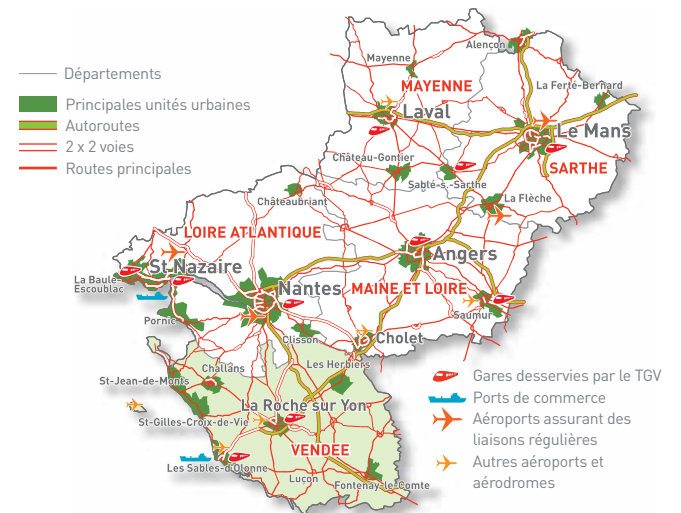 Départements
Principales unités urbaines
Autoroutes
2 x 2 voies
Routes principales
Alençon
Mayenne
MAYENNE
La Ferté-Bernard
Laval
Le Mans
Château-Gontier
SARTHE
Sablé-s.-Sarthe
Châteaubriant
La Flèche
LOIRE ATLANTIQUE
Angers
St Nazaire
La Baule-
Escoublac
Nantes
MAINE ET LOIRE
Pornic
Saumur
Clisson
Cholet
Les Herbiers
Challans
St-Jean-de-Monts
La Roche sur Yon
St-Gilles-Croix-de-Vie
VENDEE
Les Sables-d'Olonne
Luçon
Fontenay-le-Comte
Gares desservies par le TGV
Ports de commerce
Aéroports assurant des
liaisons régulières
Autres aéroports et
aérodromes